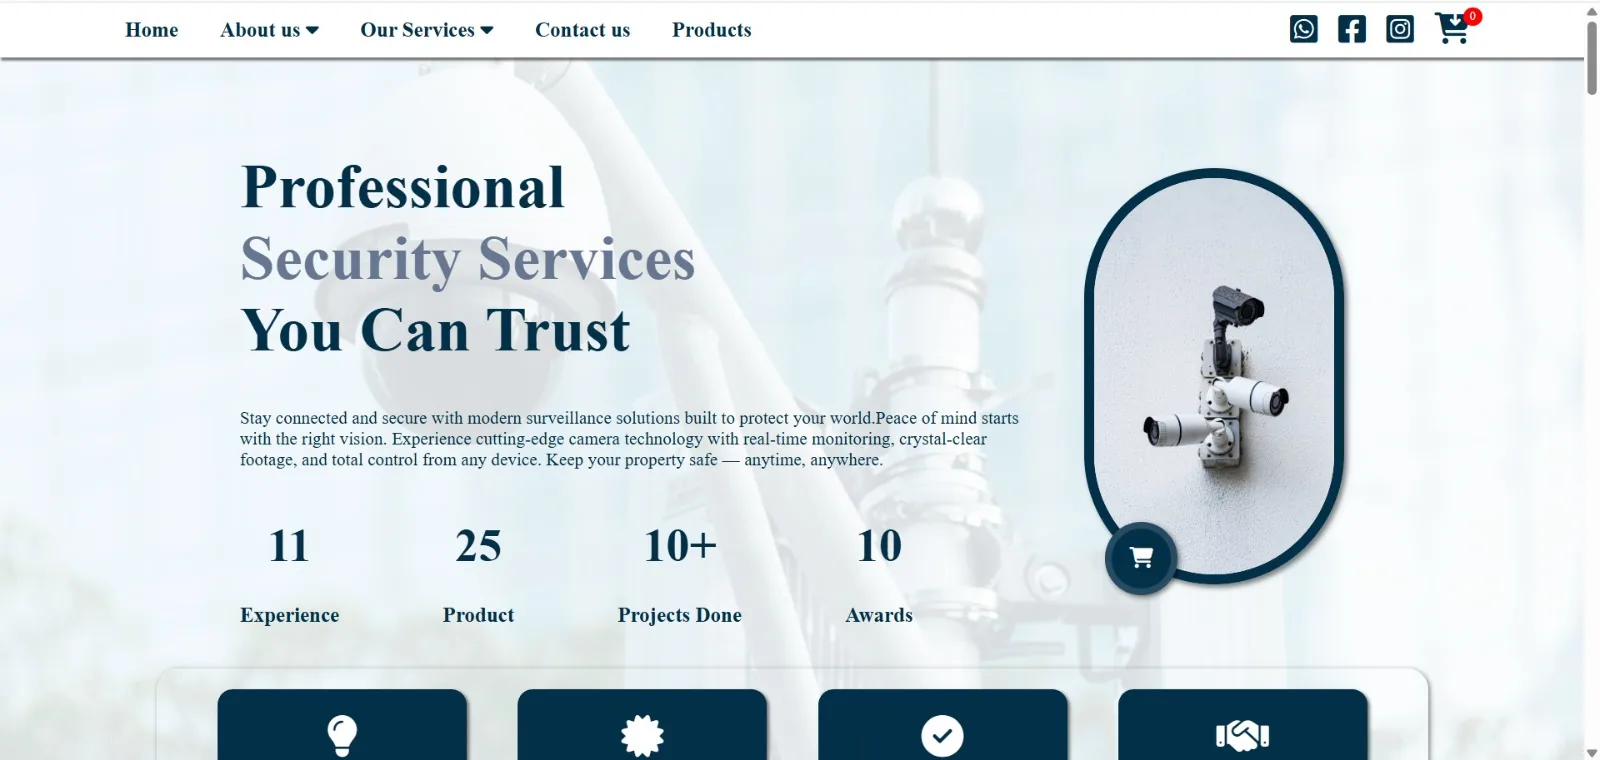 Home About us Our Services Contact us Products 0
Professional
Security Services
You Can Trust
Stay connected and secure with modern surveillance solutions built to protect your world.Peace of mind starts
with the right vision. Experience cutting-edge camera technology with real-time monitoring, crystal-clear
footage, and total control from any device. Keep your property safe — anytime, anywhere.
11 25 10+ 10
Experience Product Projects Done Awards